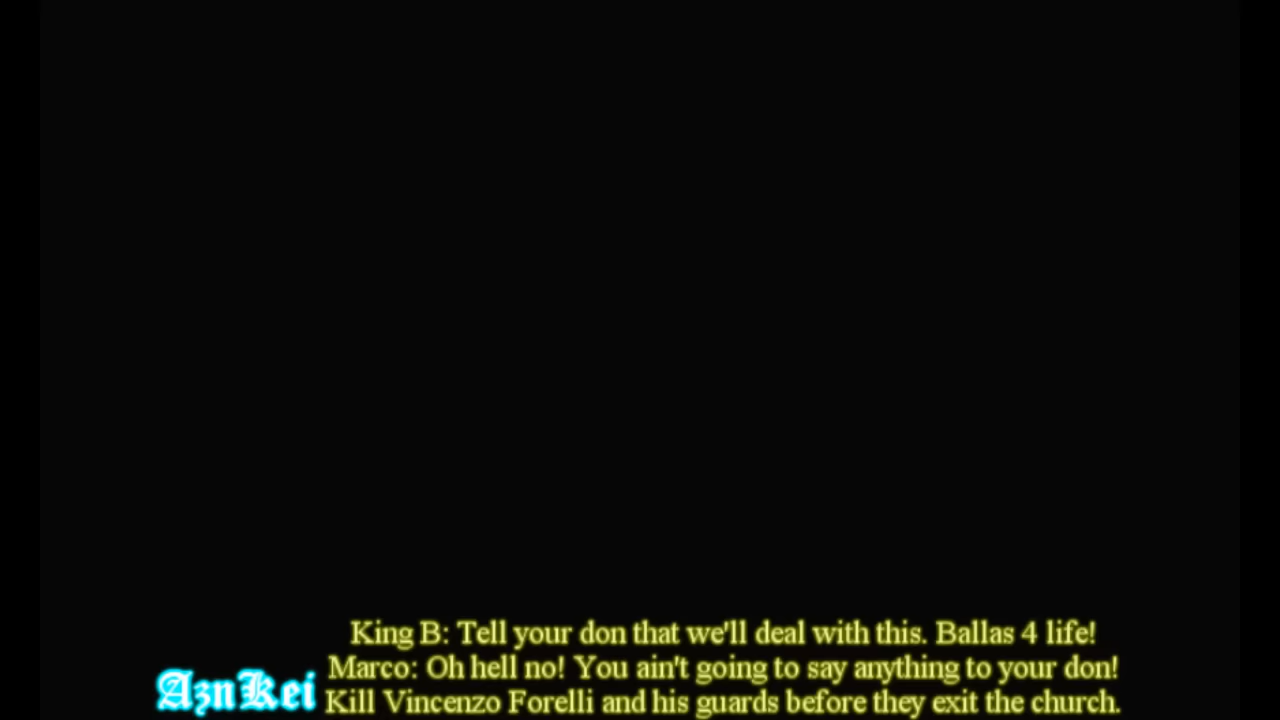 King B: Tell your don that we'll deal with this. Ballas 4 life!
Marco: Oh hell no! You ain't going to say anything to your don!
Kill Vincenzo Forelli and his guards before they exit the church.
AznKei